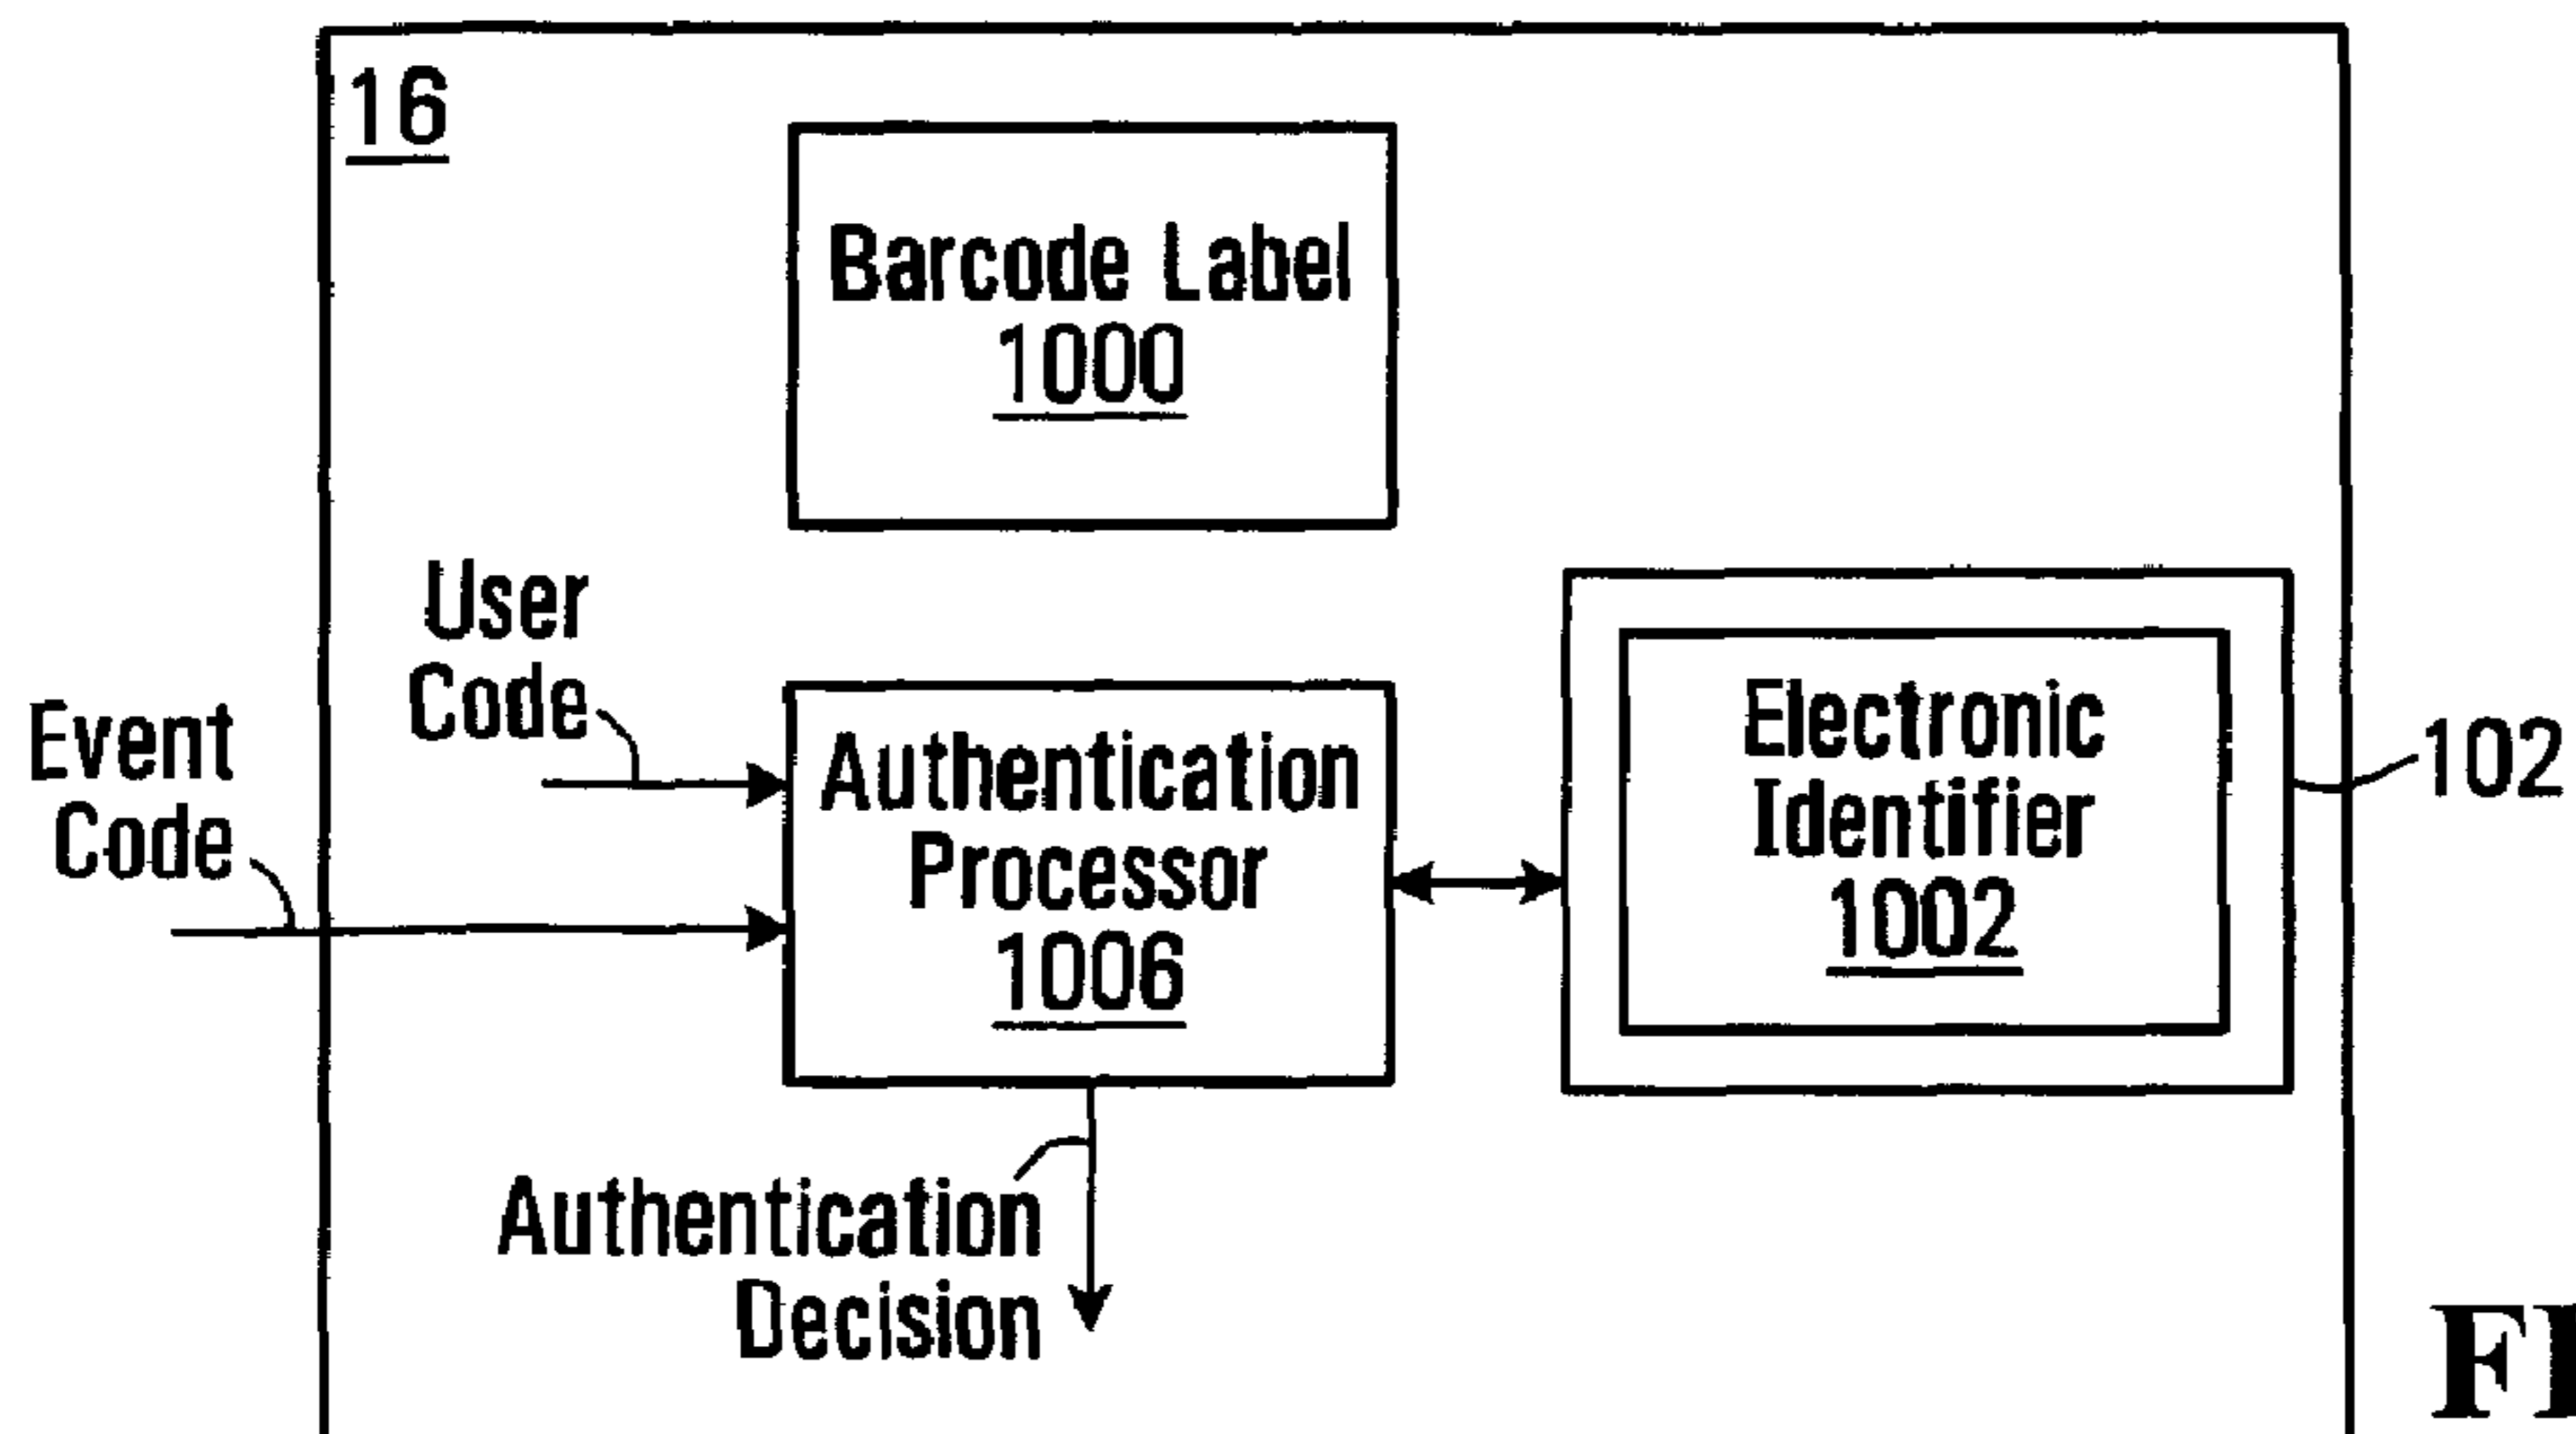 16
Barcode Label
1000
User
Code
Event
Code
Authentication
Processor
1006
Electronic
Identifier
1002
102
Authentication
Decision